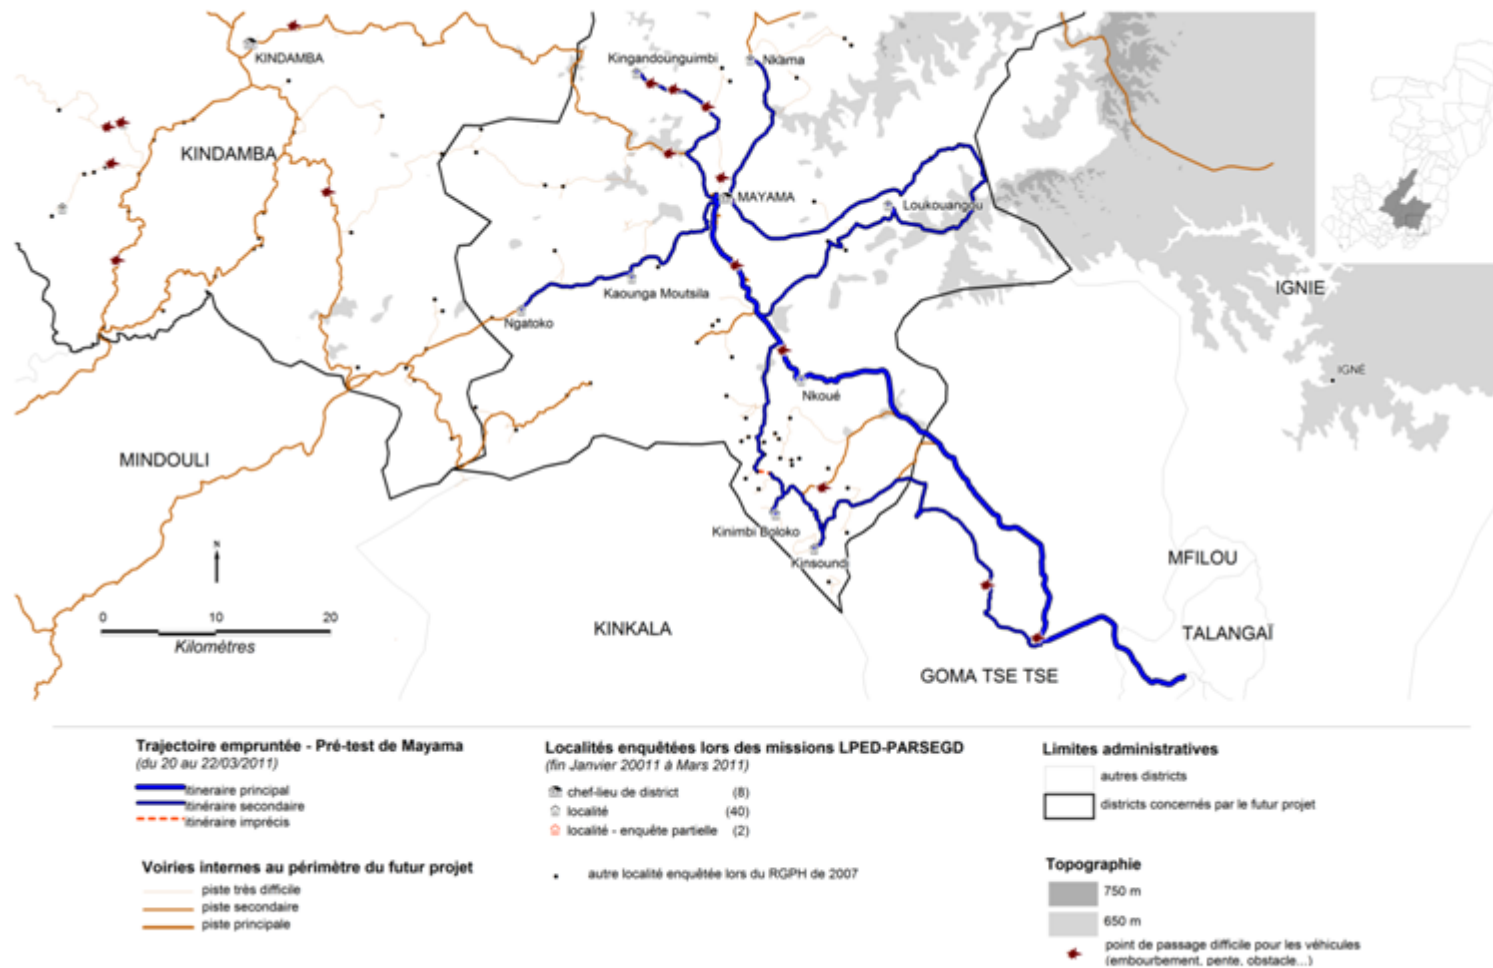 Kingandounguimbi
Nkama
KINDAMBA
KINDAMBA
MAYAMA
Loukouangou
Kaounga Moutsila
IGNIE
Ngatoko
IGNÉ
Nkoué
MINDOULI
Kinimbi Boloko
N
Kinsoundi
MFILOU
0 10 20
Kilomètres
KINKALA
TALANGAÏ
GOMA TSE TSE
Trajectoire empruntée - Pré-test de Mayama
(du 20 au 22/03/2011)
Itineraire principal
Itinéraire secondaire
Itinéraire imprécis
Voiries internes au périmètre du futur projet
piste très difficile
piste secondaire
piste principale
Localités enquêtées lors des missions LPED-PARSEGD
(fin Janvier 20011 à Mars 2011)
chef-lieu de district (8)
localité (40)
localité - enquête partielle (2)
autre localité enquêtée lors du RGPH de 2007
Limites administratives
autres districts
districts concernés par le futur projet
Topographie
750 m
650 m
point de passage difficile pour les véhicules
(embourbement, pente, obstacle...)